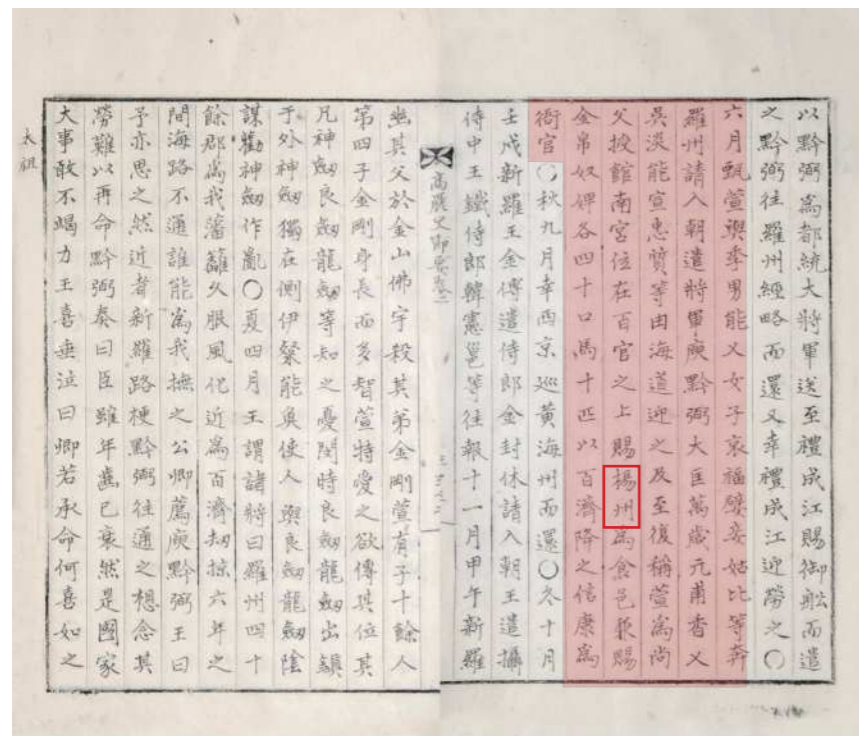 以黔弼爲都統大將軍送至禮成江賜御舩而遣
之黔弼往羅州經略而還又幸禮成江迎勞之○
六月甄萱與季男能乂女子哀福嬖妾姑比等奔
羅州請入朝遣將軍庾黔弼大匡萬歲元甫香乂
吳淡能宣忠質等由海道迎之及至復稱萱爲尚
父授館南宮位在百官之上賜楊州爲食邑兼賜
金帛奴婢各四十口馬十匹以百濟降之信康爲
衙官○秋九月幸西京巡黃海州而還○冬十月
壬戌新羅王金傅遣侍郎金封休請入朝王遣攝
侍中王鐵侍郎韓憲邕等往報十一月甲午新羅
高麗史節要卷一
幽其父於金山佛宇殺其弟金剛萱有子十餘人
第四子金剛身長而多智萱特愛之欲傳其位其
凡神劒良劒龍劒等知之憂悶時良劒龍劒出鎮
于外神劒獨在側伊粲能奐使人與良劒龍劒陰
謀勸神劒作亂○夏四月王謂諸將曰羅州四十
餘郡爲我藩籬久服風化近爲百濟劫掠六年之
間海路不通誰能爲我撫之公卿薦庾黔弼王曰
予亦思之然近者新羅路梗黔弼往通之想念其
勞難以再命黔弼奏曰臣雖年齒已衰然是國家
大事敢不竭力王喜垂泣曰卿若承命何喜如之
太祖